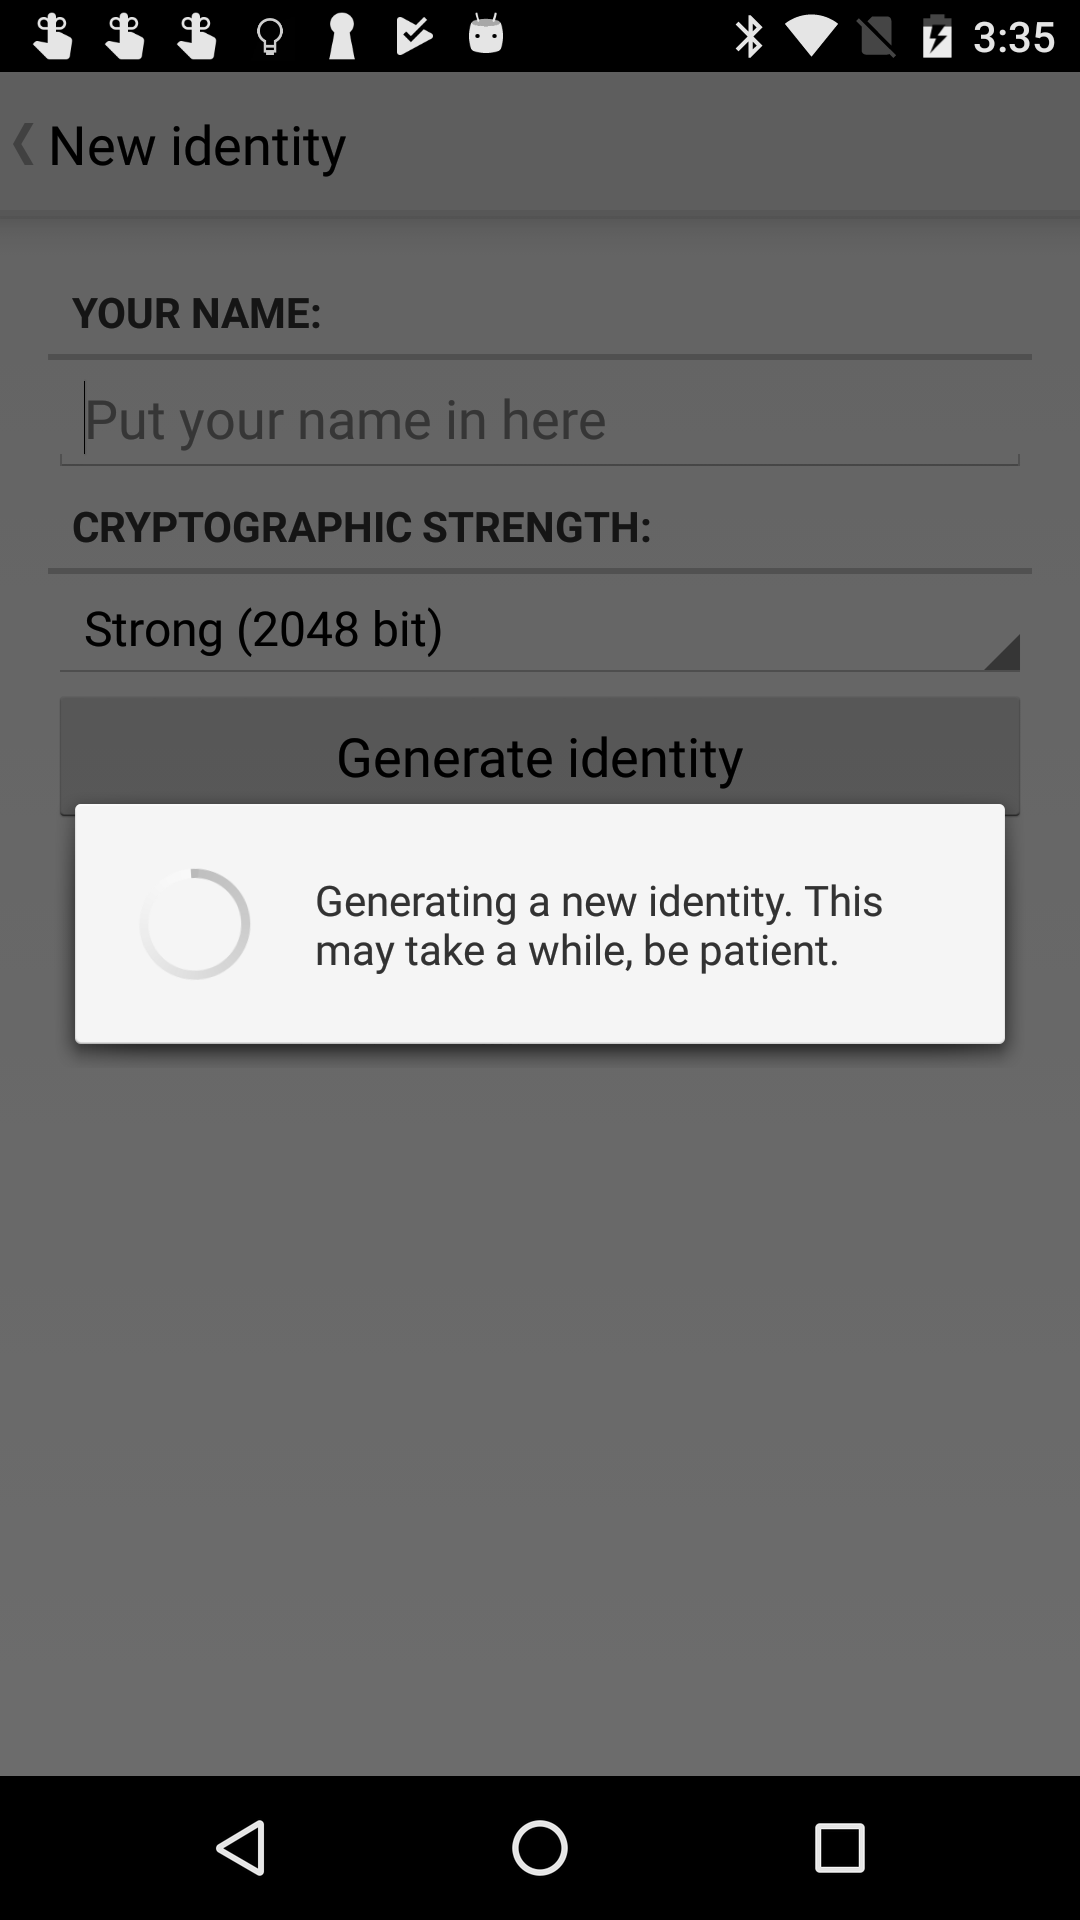 3:35
New identity
YOUR NAME:
Put your name in here
CRYPTOGRAPHIC STRENGTH:
Strong (2048 bit)
Generate identity
Generating a new identity. This
may take a while, be patient.